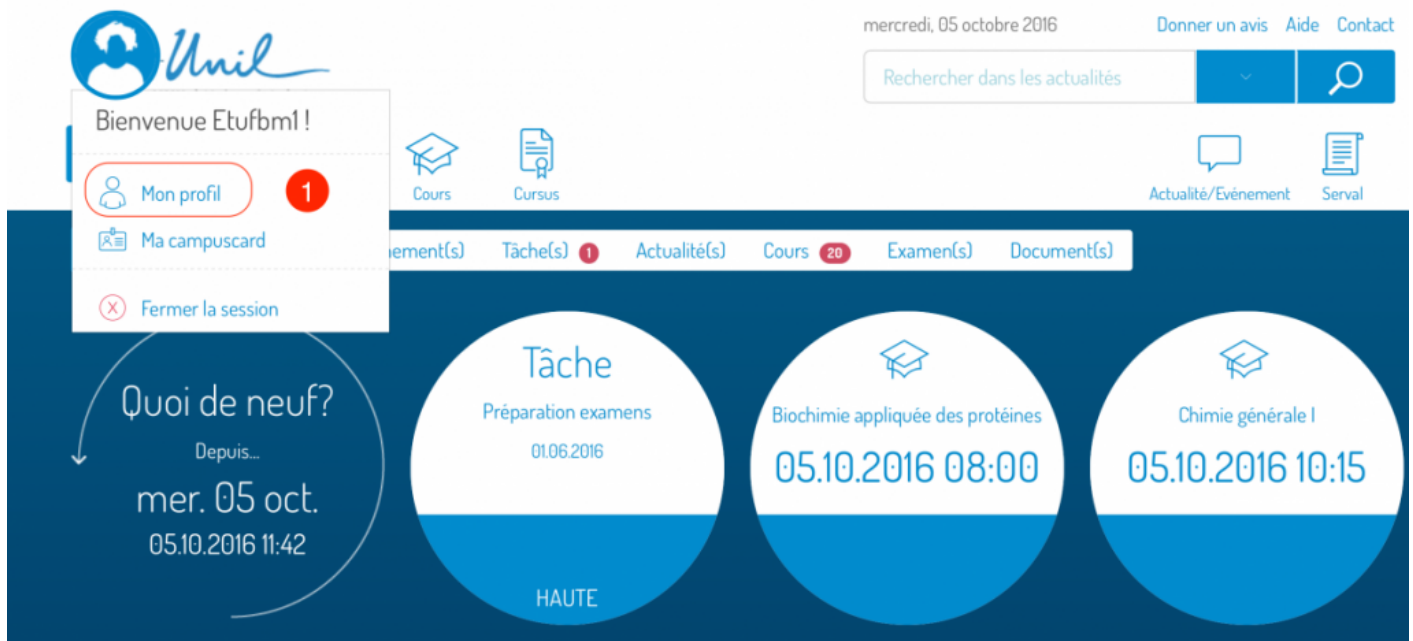 mercredi, 05 octobre 2016 Donner un avis Aide Contact
Unil
Rechercher dans les actualités
Bienvenue Etufbm1 !
Mon profil 1
Ma campuscard
Fermer la session
Cours Cursus Actualité/Evénement Serval
Tâche(s) 1 Actualité(s) Cours 20 Examen(s) Document(s)
Quoi de neuf?
Depuis...
mer. 05 oct.
05.10.2016 11:42
Tâche
Préparation examens
01.06.2016
HAUTE
Biochimie appliquée des protéines
05.10.2016 08:00
Chimie générale I
05.10.2016 10:15